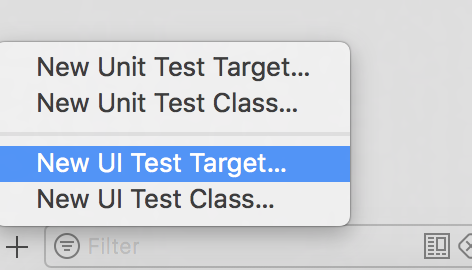 New Unit Test Target...
New Unit Test Class...
New UI Test Target...
New UI Test Class...
Filter